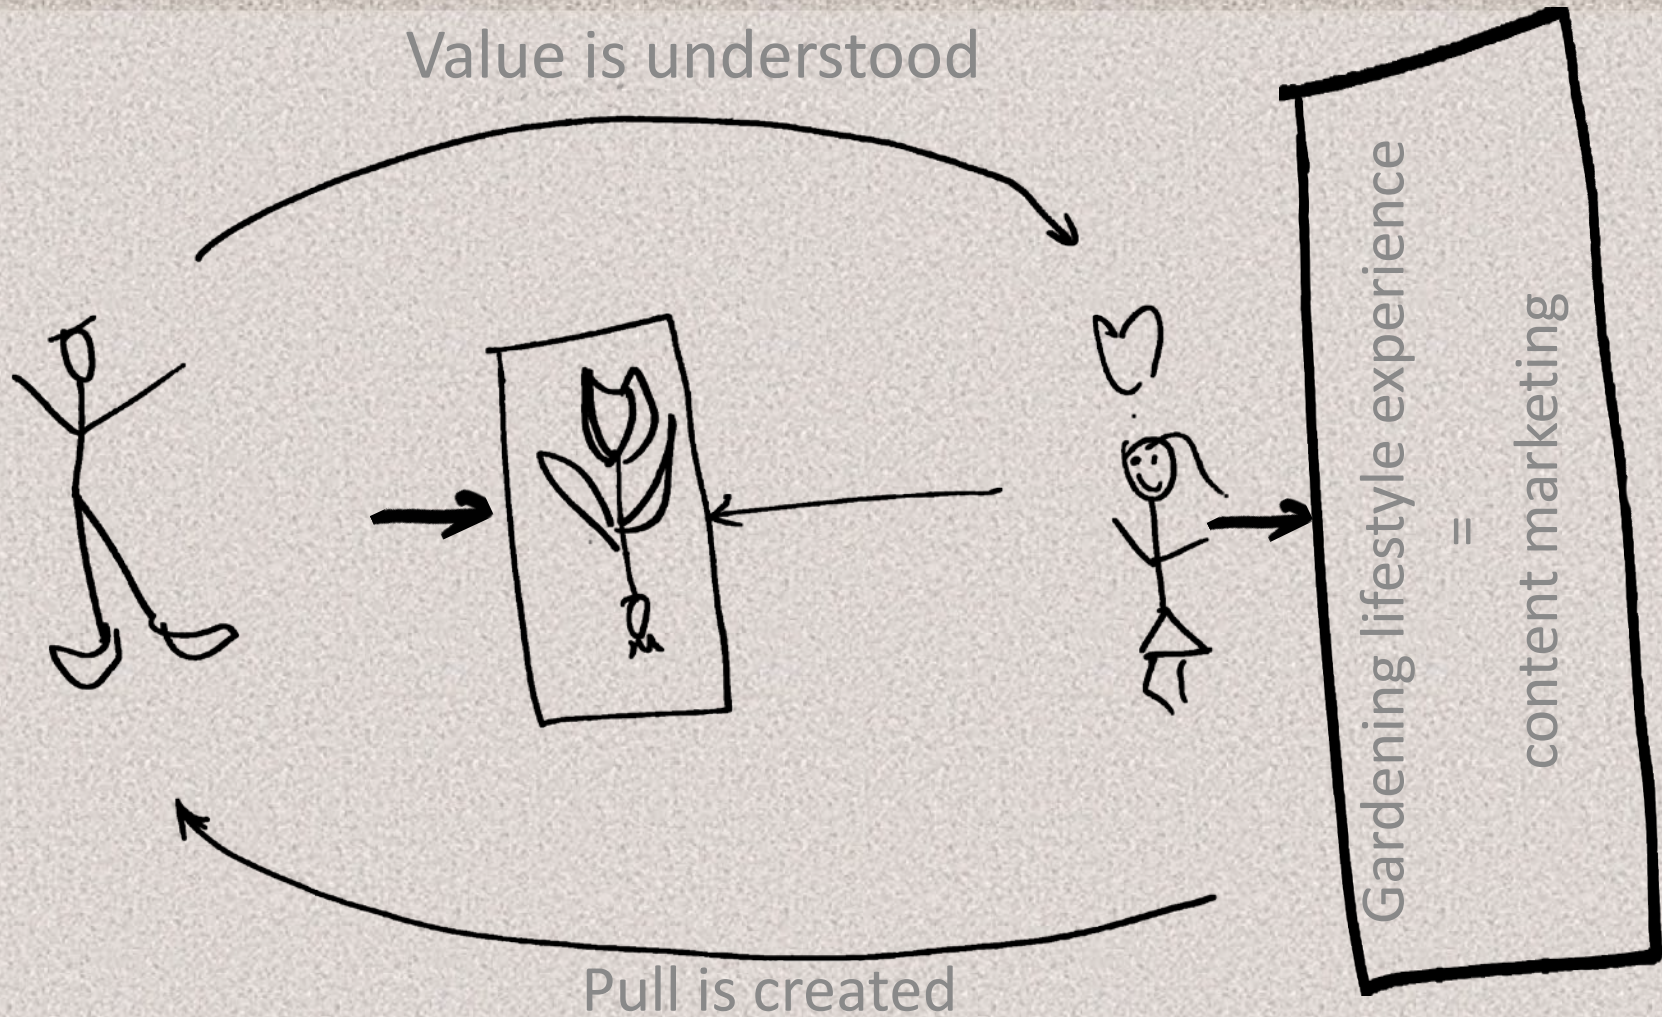 Value is understood
Gardening lifestyle experience
=
content marketing
Pull is created